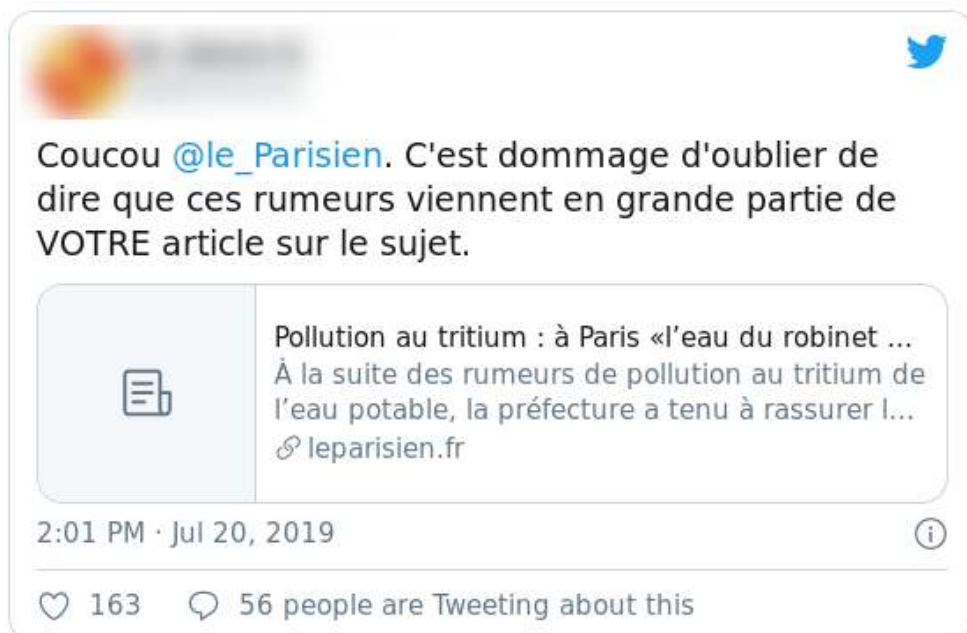 Coucou @le_Parisien. C'est dommage d'oublier de
dire que ces rumeurs viennent en grande partie de
VOTRE article sur le sujet.
Pollution au tritium : à Paris «l’eau du robinet ...
À la suite des rumeurs de pollution au tritium de
l’eau potable, la préfecture a tenu à rassurer l...
leparisien.fr
2:01 PM · Jul 20, 2019
163 56 people are Tweeting about this